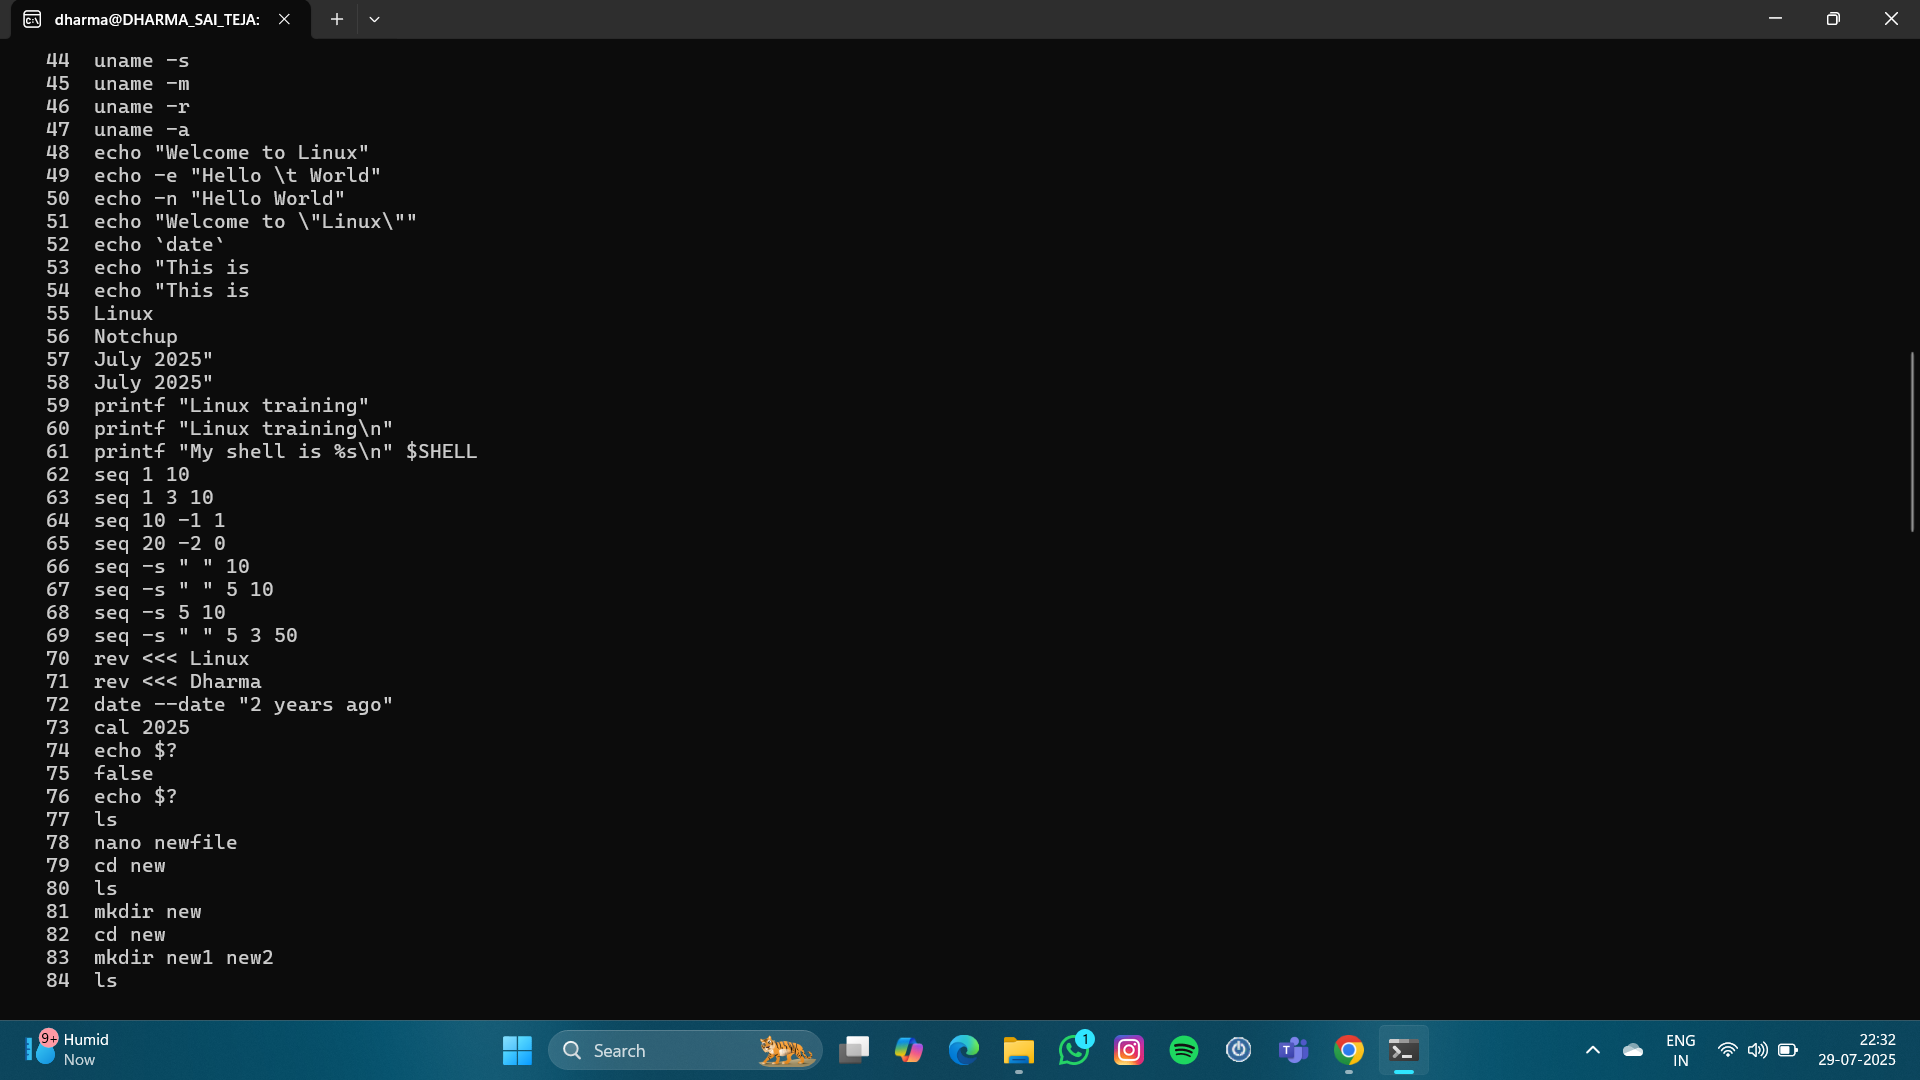 dharma@DHARMA_SAI_TEJA:
44 uname -s
45 uname -m
46 uname -r
47 uname -a
48 echo "Welcome to Linux"
49 echo -e "Hello \t World"
50 echo -n "Hello World"
51 echo "Welcome to \"Linux\""
52 echo `date`
53 echo "This is
54 echo "This is
55 Linux
56 Notchup
57 July 2025"
58 July 2025"
59 printf "Linux training"
60 printf "Linux training\n"
61 printf "My shell is %s\n" $SHELL
62 seq 1 10
63 seq 1 3 10
64 seq 10 -1 1
65 seq 20 -2 0
66 seq -s " " 10
67 seq -s " " 5 10
68 seq -s 5 10
69 seq -s " " 5 3 50
70 rev <<< Linux
71 rev <<< Dharma
72 date --date "2 years ago"
73 cal 2025
74 echo $?
75 false
76 echo $?
77 ls
78 nano newfile
79 cd new
80 ls
81 mkdir new
82 cd new
83 mkdir new1 new2
84 ls
9+ Humid
Now
Search
1
ENG
IN
22:32
29-07-2025